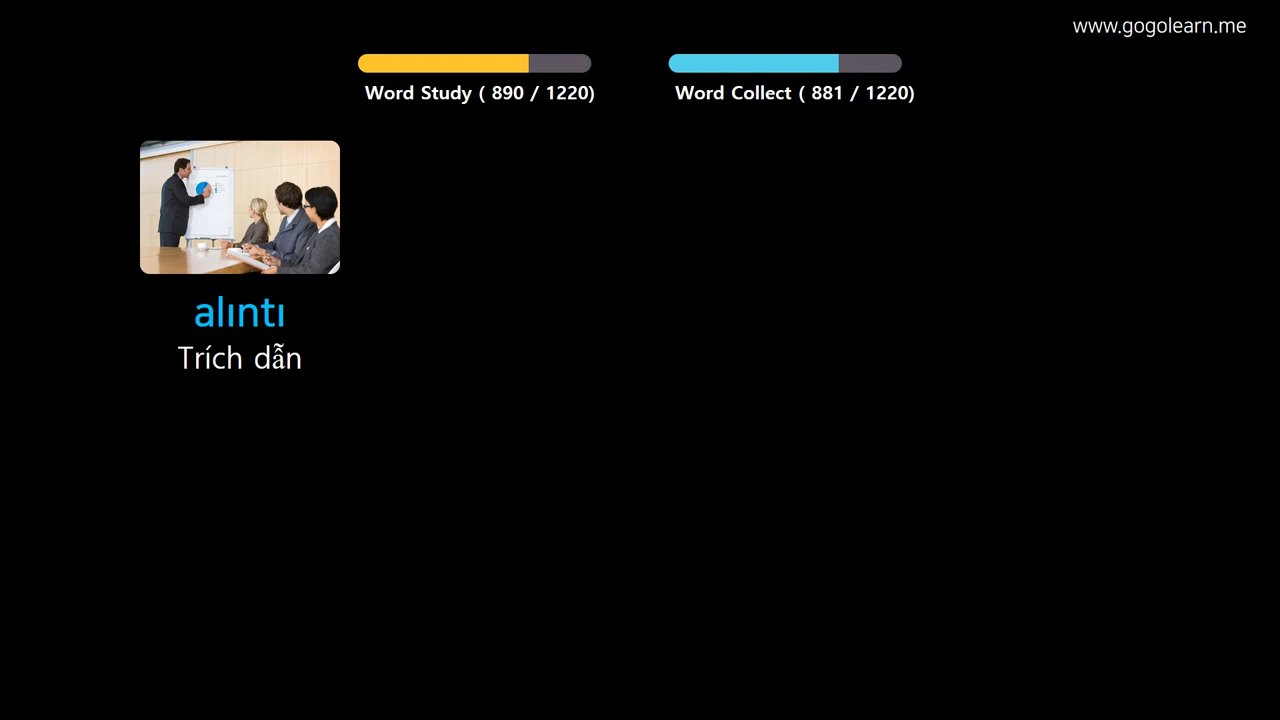 www.gogolearn.me
Word Study ( 890 / 1220)
Word Collect ( 881 / 1220)
alıntı
Trích dẫn